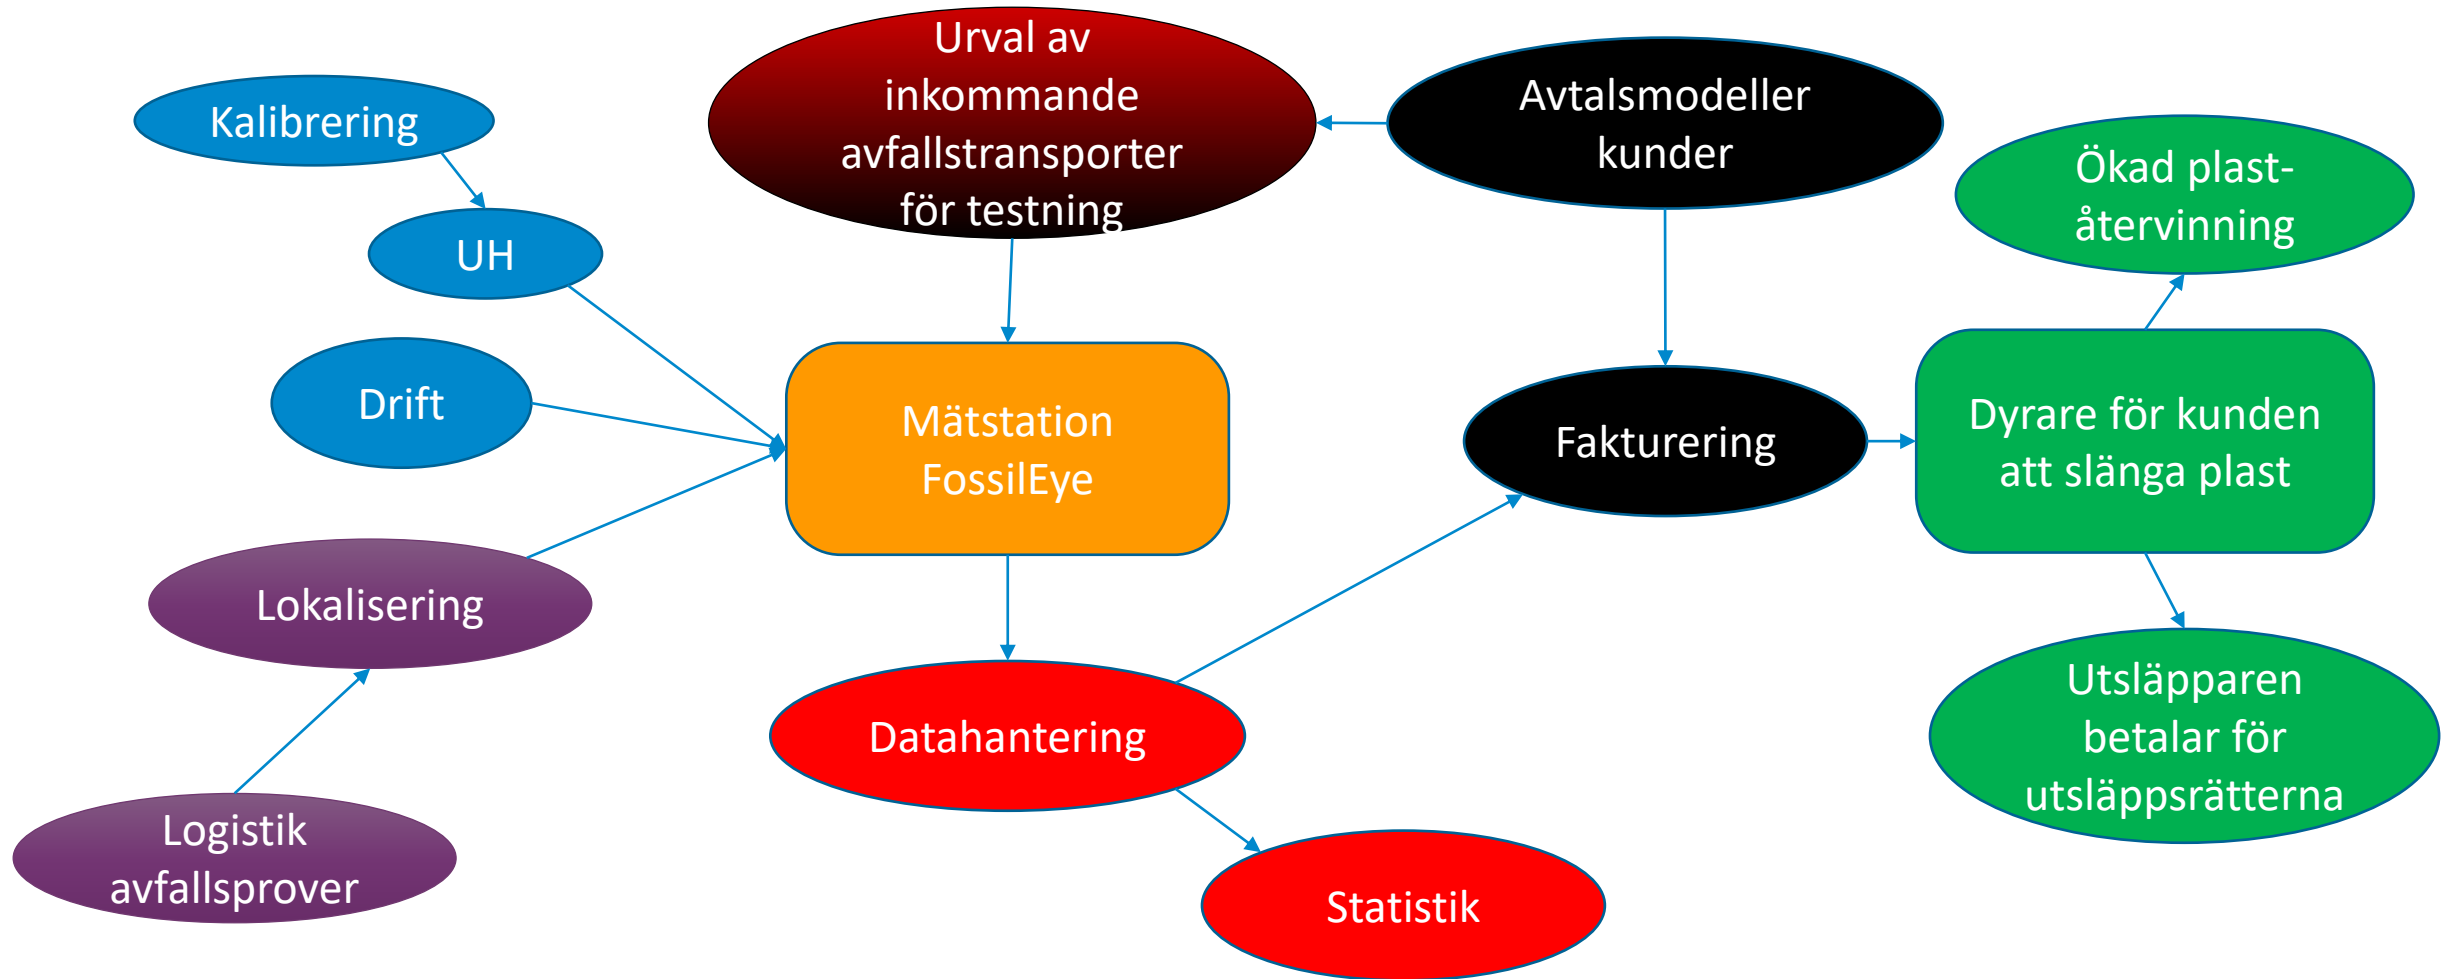 Urval av
inkommande
avfallstransporter
för testning
Avtalsmodeller
kunder
Kalibrering
Ökad plast-
återvinning
UH
Drift
Mätstation
FossilEye
Fakturering
Dyrare för kunden
att slänga plast
Lokalisering
Datahantering
Utsläpparen
betalar för
utsläppsrätterna
Logistik
avfallsprover
Statistik